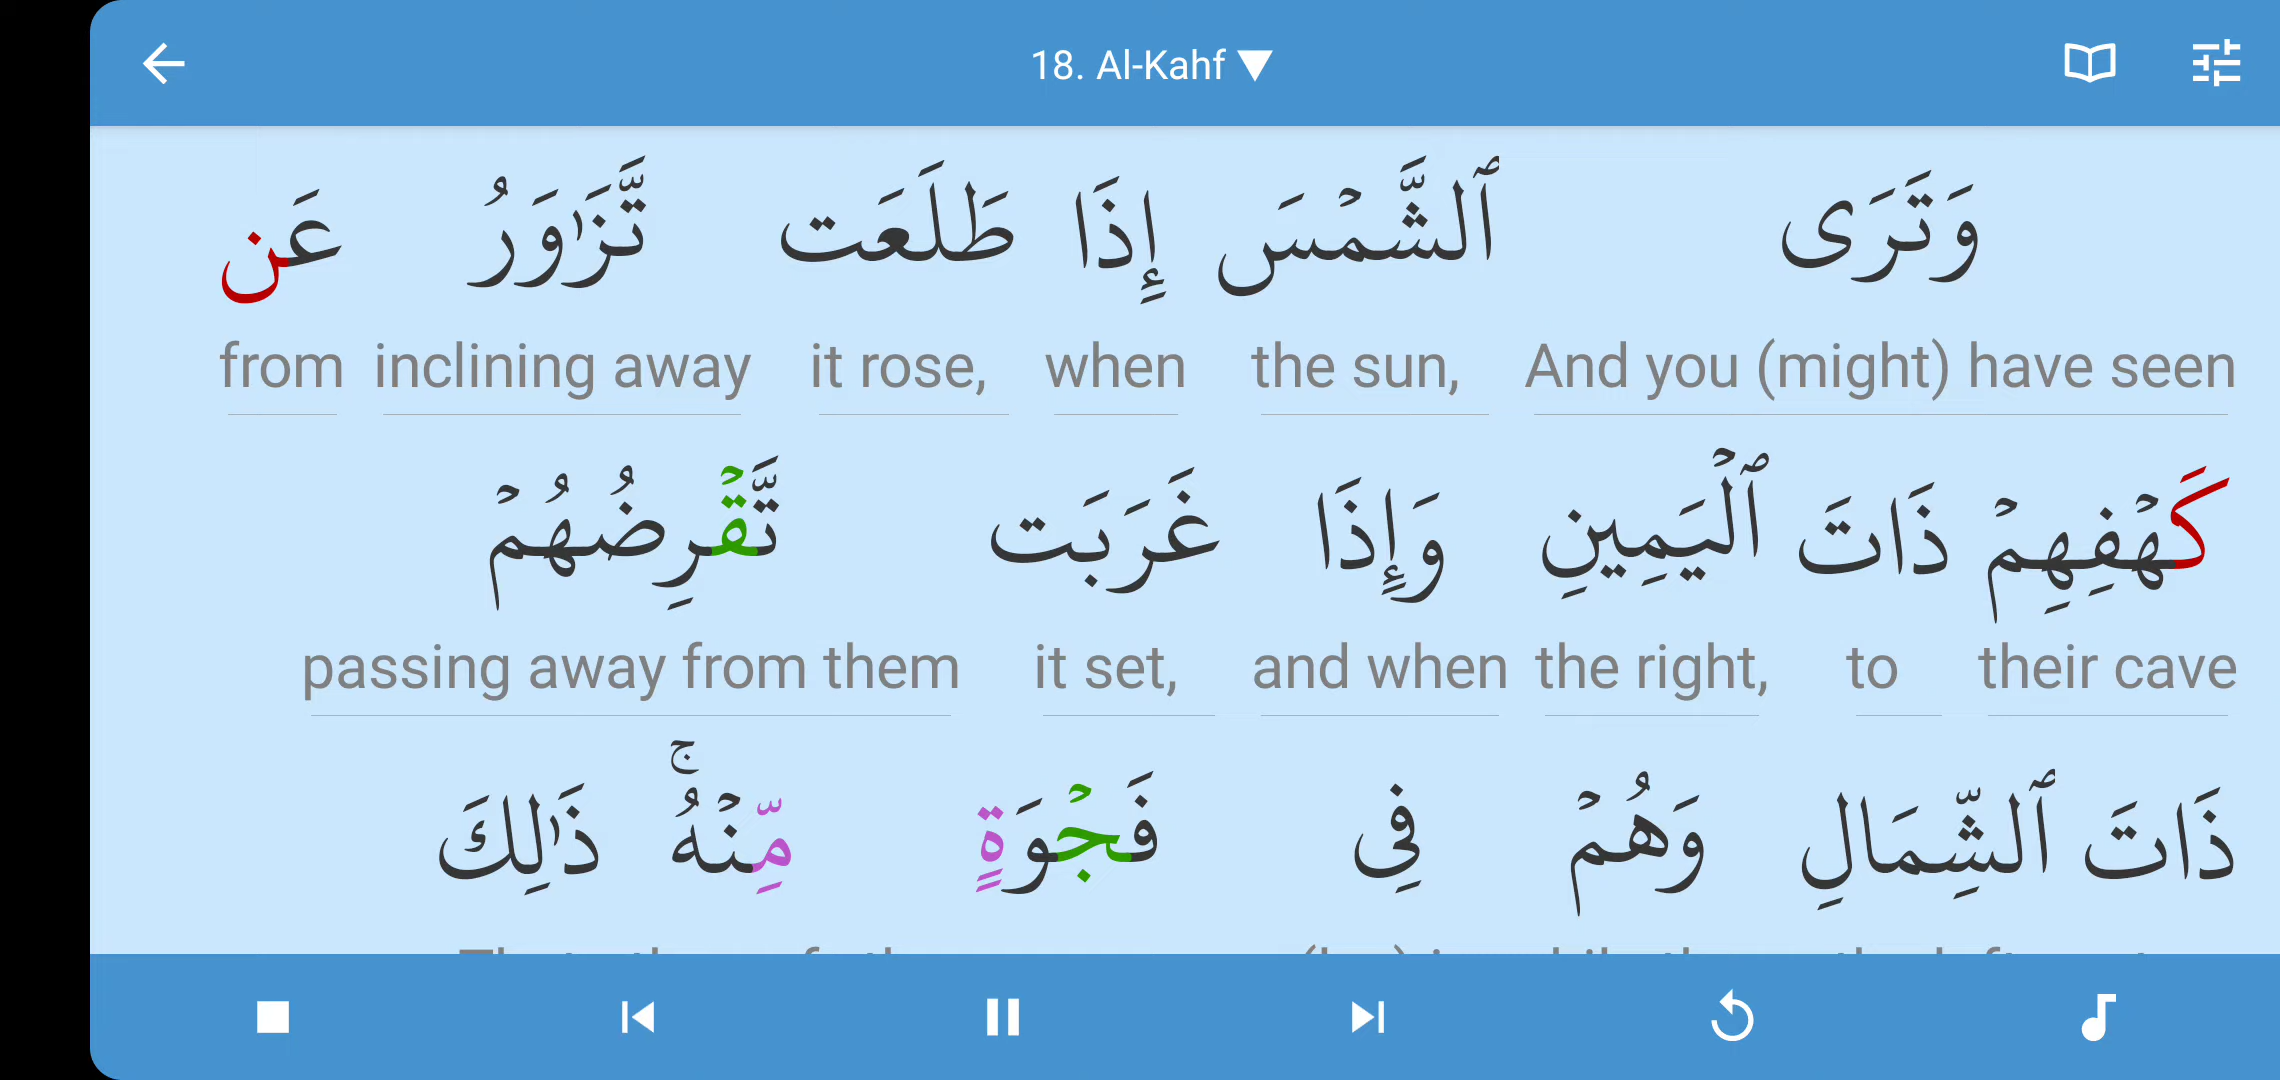 18. Al-Kahf ▼
وَتَرَى ٱلشَّمۡسَ إِذَا طَلَعَت تَّزَٰوَرُ عَن
And you (might) have seen the sun, when it rose, inclining away from
كَهۡفِهِمۡ ذَاتَ ٱلۡيَمِينِ وَإِذَا غَرَبَت تَّقۡرِضُهُمۡ
their cave to the right, and when it set, passing away from them
ذَاتَ ٱلشِّمَالِ وَهُمۡ فِى فَجۡوَةٍ مِّنۡهُۚ ذَٰلِكَ